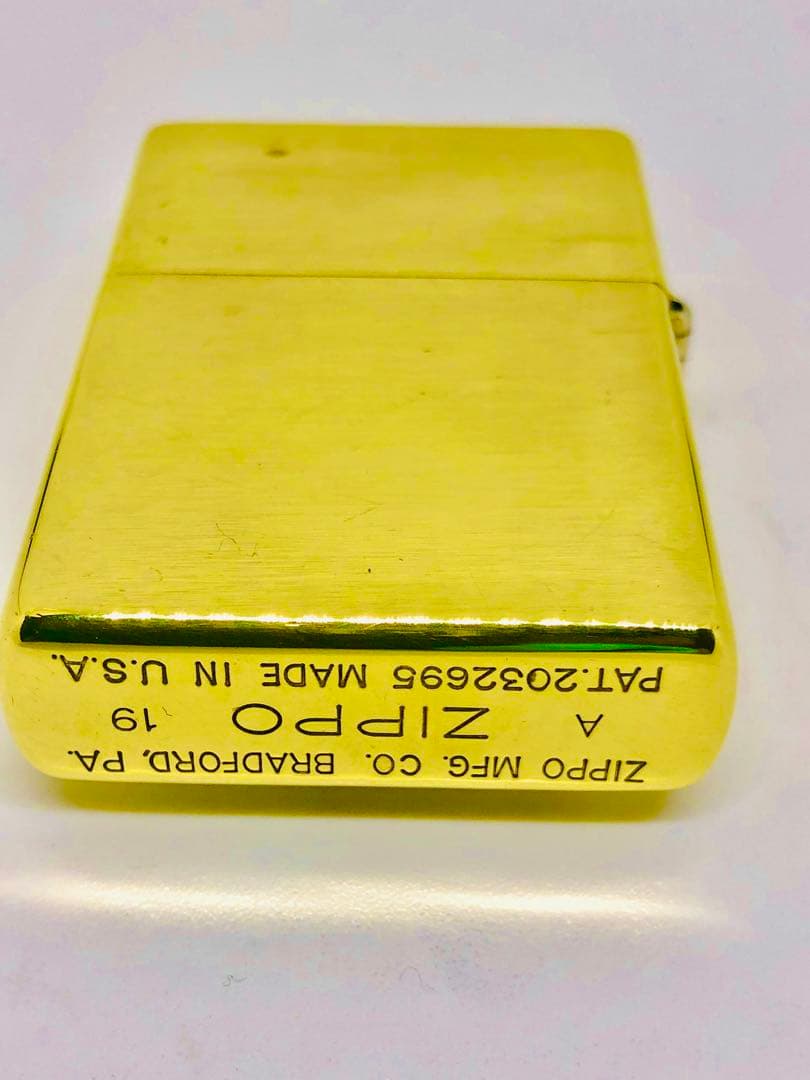 ZIPPO MFG. CO. BRADFORD, PA.
A ZIPPO 19
PAT.2032695 MADE IN U.S.A.